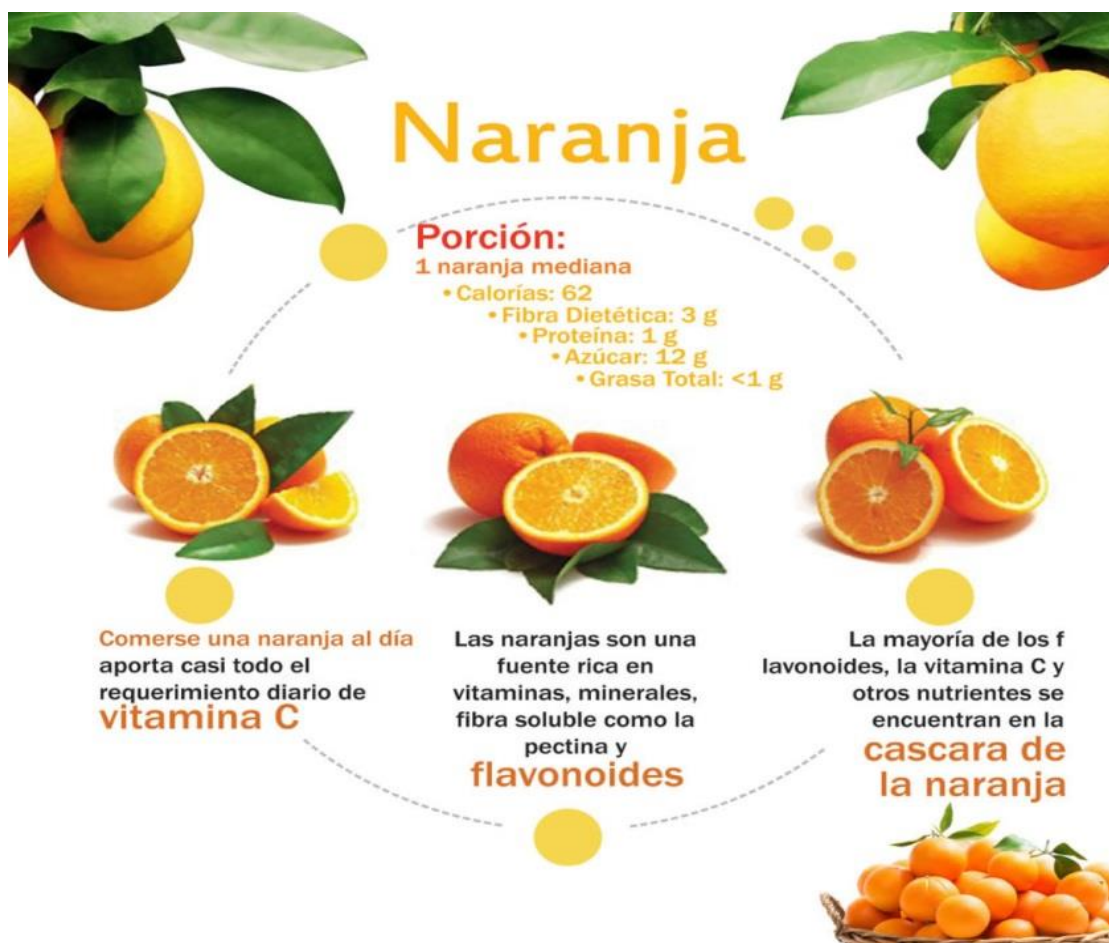 Naranja
Porción:
1 naranja mediana
• Calorías: 62
• Fibra Dietética: 3 g
• Proteína: 1 g
• Azúcar: 12 g
• Grasa Total: <1 g
Comerse una naranja al día
aporta casi todo el
requerimiento diario de
vitamina C
Las naranjas son una
fuente rica en
vitaminas, minerales,
fibra soluble como la
pectina y
flavonoides
La mayoría de los f
lavonoides, la vitamina C y
otros nutrientes se
encuentran en la
cascara de
la naranja